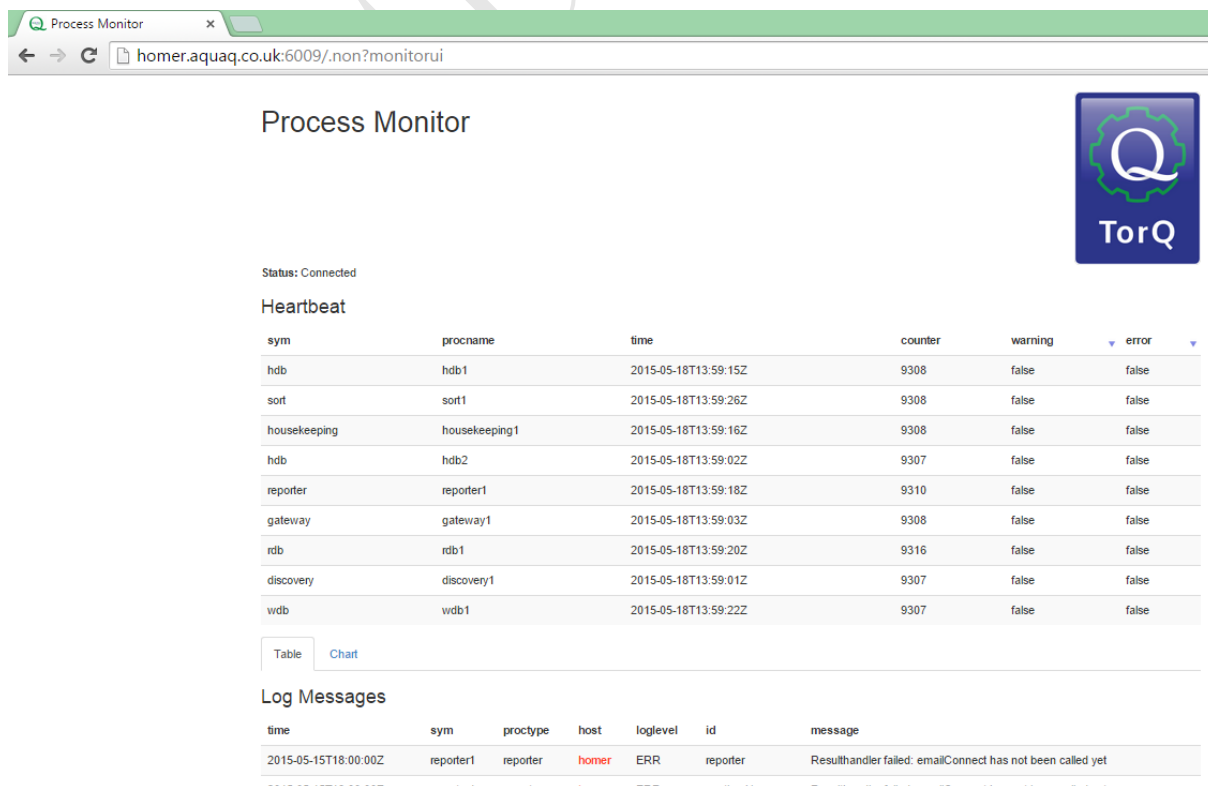 Process Monitor ×
homer.aquaq.co.uk:6009/.non?monitorui
Process Monitor
Q
TorQ
Status: Connected
Heartbeat
sym procname time counter warning error
hdb hdb1 2015-05-18T13:59:15Z 9308 false false
sort sort1 2015-05-18T13:59:26Z 9308 false false
housekeeping housekeeping1 2015-05-18T13:59:16Z 9308 false false
hdb hdb2 2015-05-18T13:59:02Z 9307 false false
reporter reporter1 2015-05-18T13:59:18Z 9310 false false
gateway gateway1 2015-05-18T13:59:03Z 9308 false false
rdb rdb1 2015-05-18T13:59:20Z 9316 false false
discovery discovery1 2015-05-18T13:59:01Z 9307 false false
wdb wdb1 2015-05-18T13:59:22Z 9307 false false
Table Chart
Log Messages
time sym proctype host loglevel id message
2015-05-15T18:00:00Z reporter1 reporter homer ERR reporter Resulthandler failed: emailConnect has not been called yet